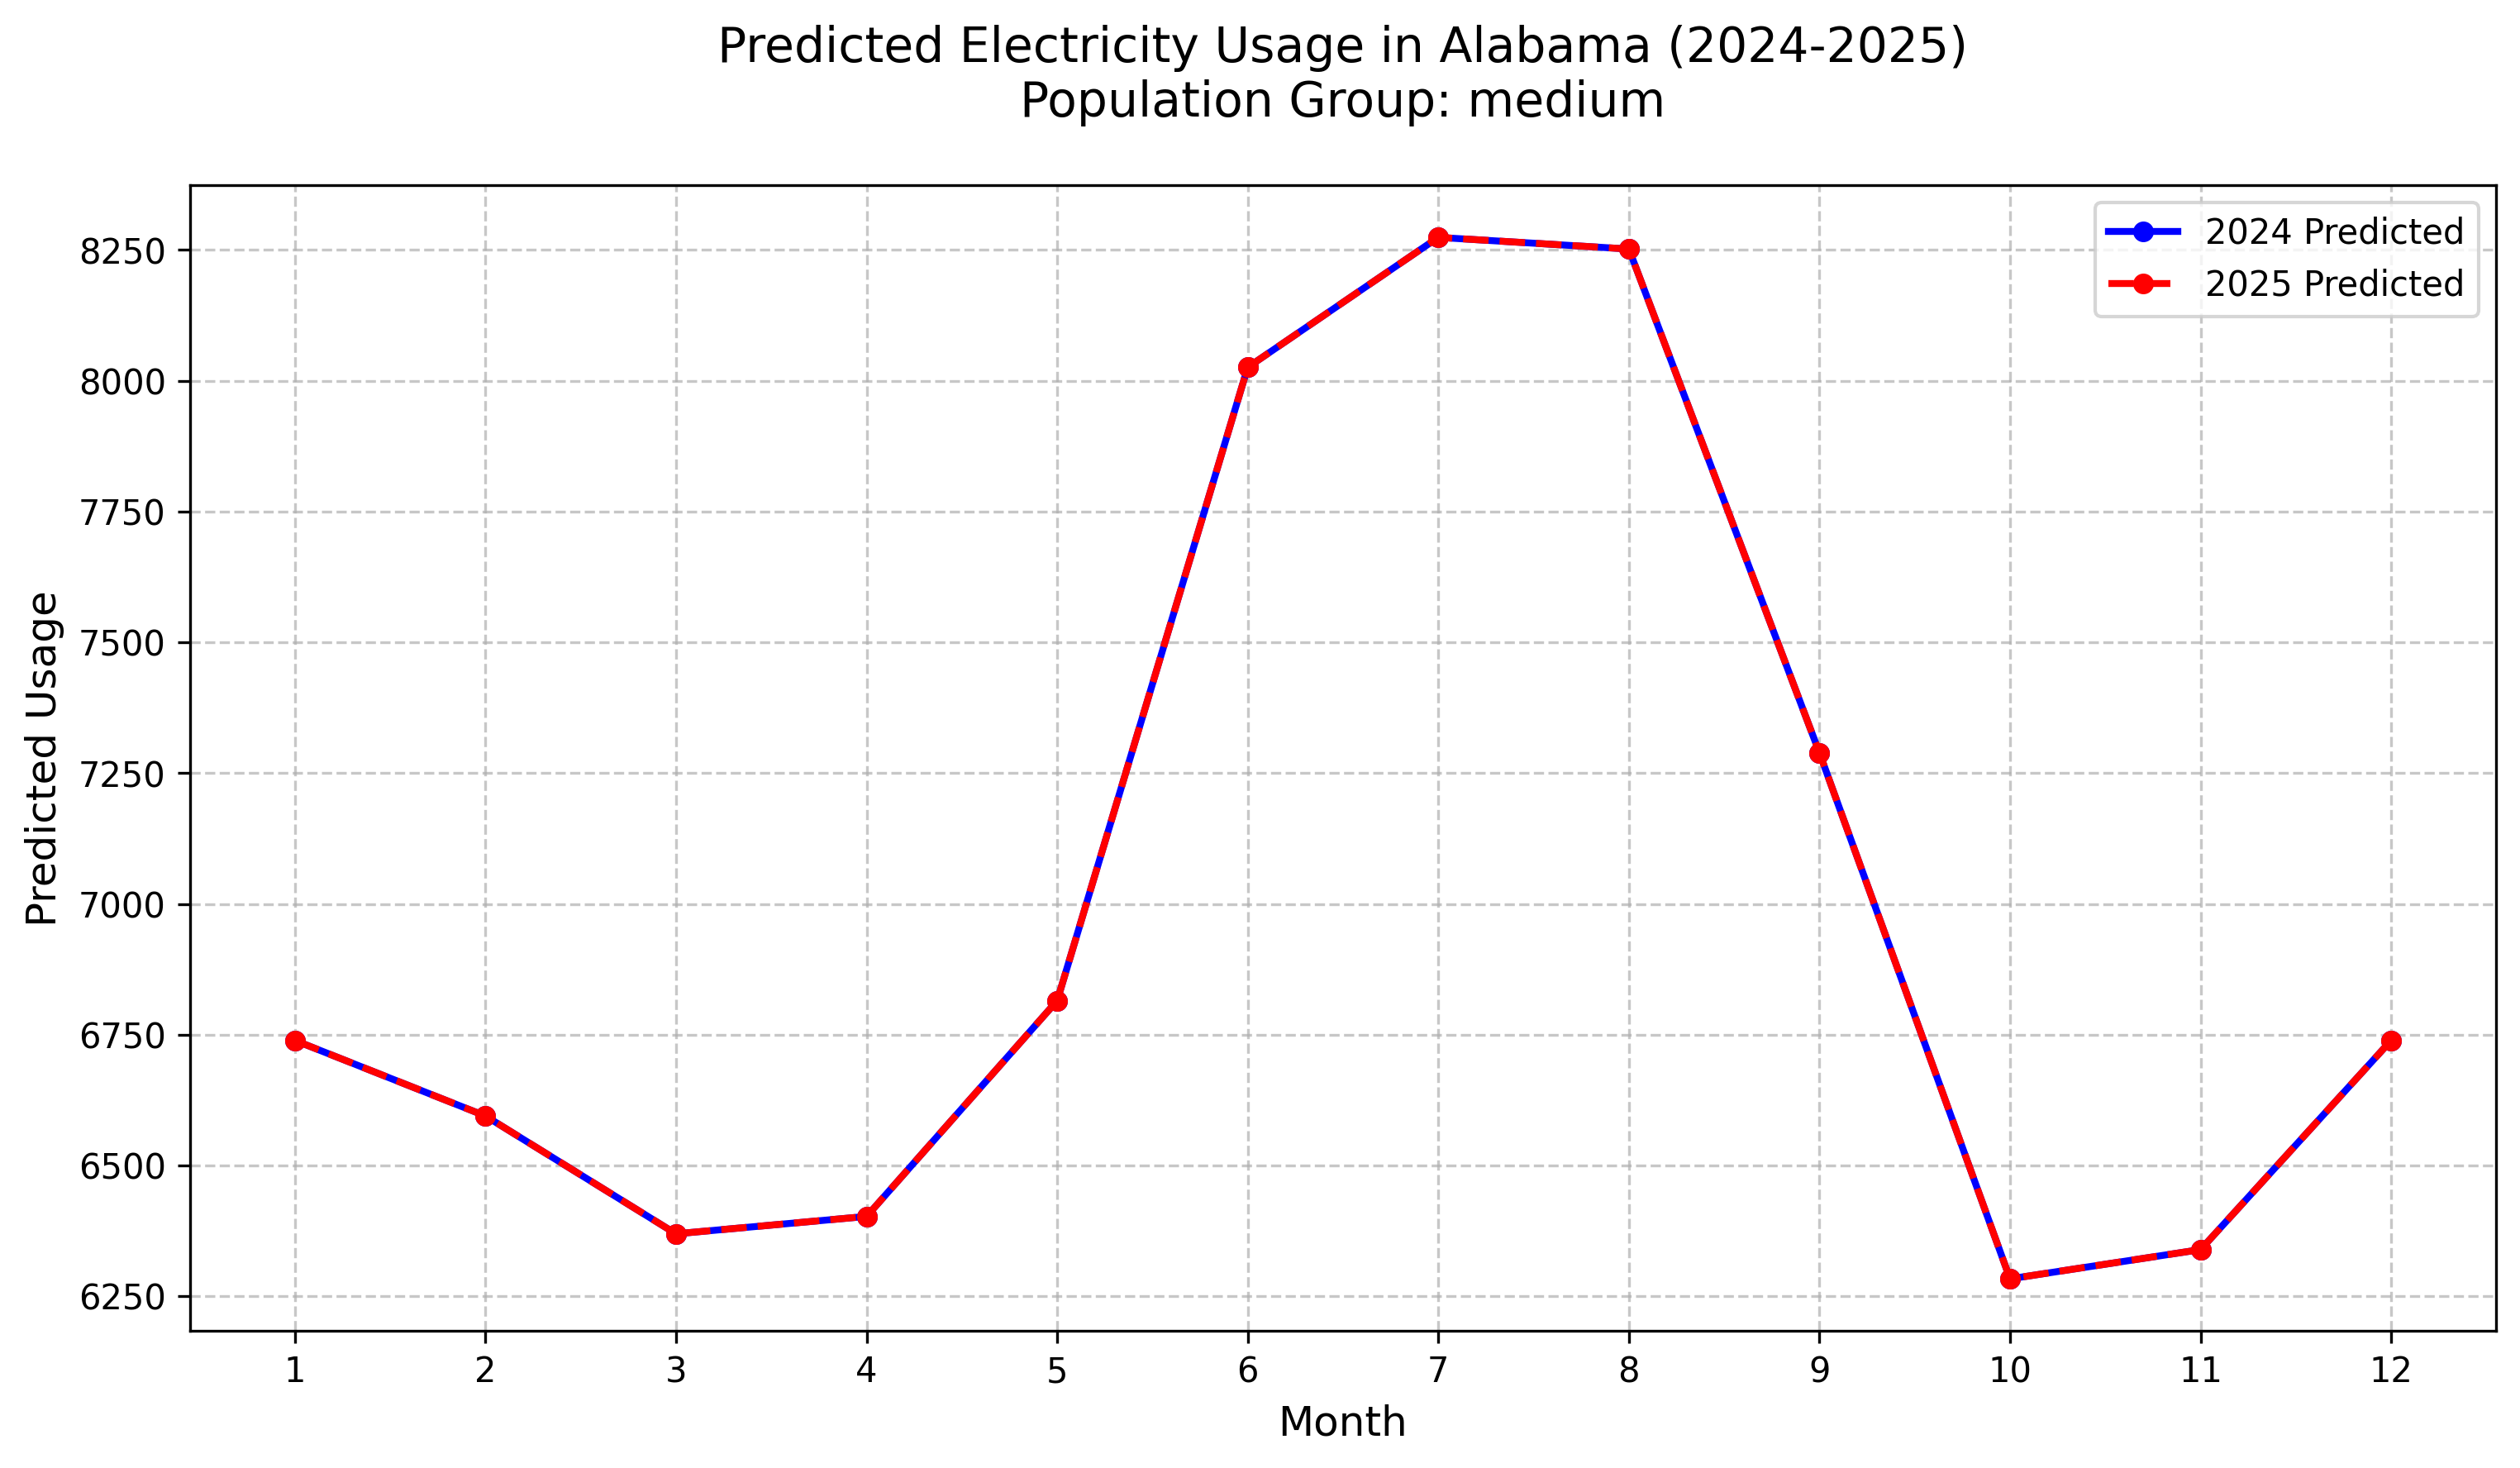 Predicted Electricity Usage in Alabama (2024-2025)
Population Group: medium
2024 Predicted
2025 Predicted
Predicted Usage
8250
8000
7750
7500
7250
7000
6750
6500
6250
1 2 3 4 5 6 7 8 9 10 11 12
Month